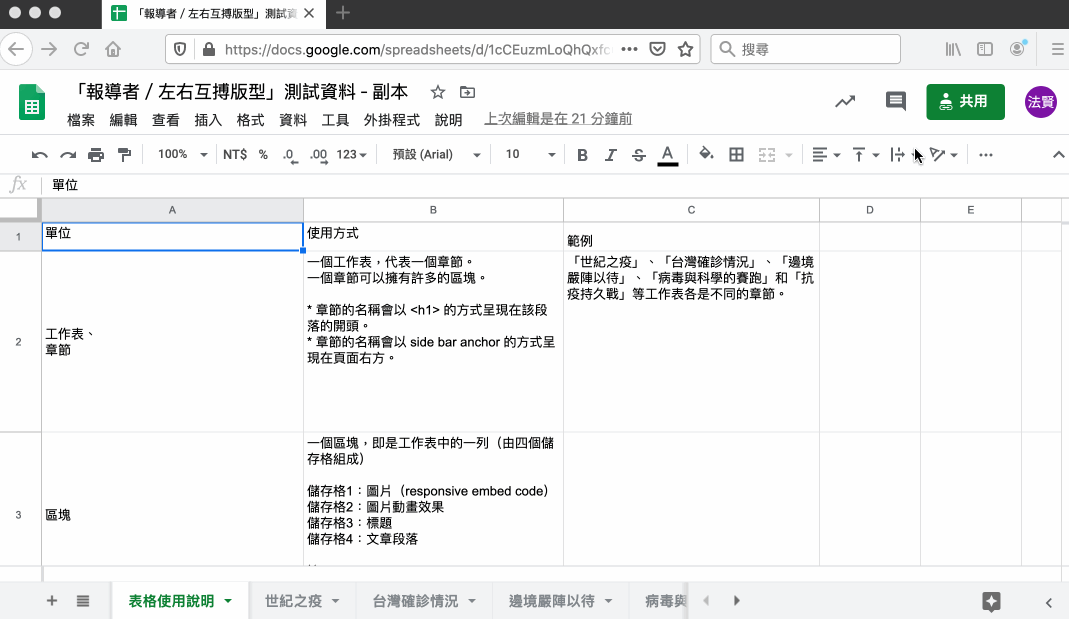 「報導者 / 左右互搏版型」測試資
https://docs.google.com/spreadsheets/d/1cCEuzmLoQhQxfc
搜尋
「報導者 / 左右互搏版型」測試資料 - 副本
檔案 編輯 查看 插入 格式 資料 工具 外掛程式 說明 上次編輯是在 21 分鐘前
共用
法賢
100% NT$ % .0 .00 123 預設 (Arial) 10 B I S A
fx 單位
A B C D E
1 單位 使用方式 範例
2
工作表、
章節
一個工作表，代表一個章節。
一個章節可以擁有許多的區塊。
* 章節的名稱會以 <h1> 的方式呈現在該段
落的開頭。
* 章節的名稱會以 side bar anchor 的方式呈
現在頁面右方。
「世紀之疫」、「台灣確診情況」、「邊境
嚴陣以待」、「病毒與科學的賽跑」和「抗
疫持久戰」等工作表各是不同的章節。
3
區塊
一個區塊，即是工作表中的一列（由四個儲
存格組成）
儲存格1：圖片（responsive embed code）
儲存格2：圖片動畫效果
儲存格3：標題
儲存格4：文章段落
表格使用說明 世紀之疫 台灣確診情況 邊境嚴陣以待 病毒與